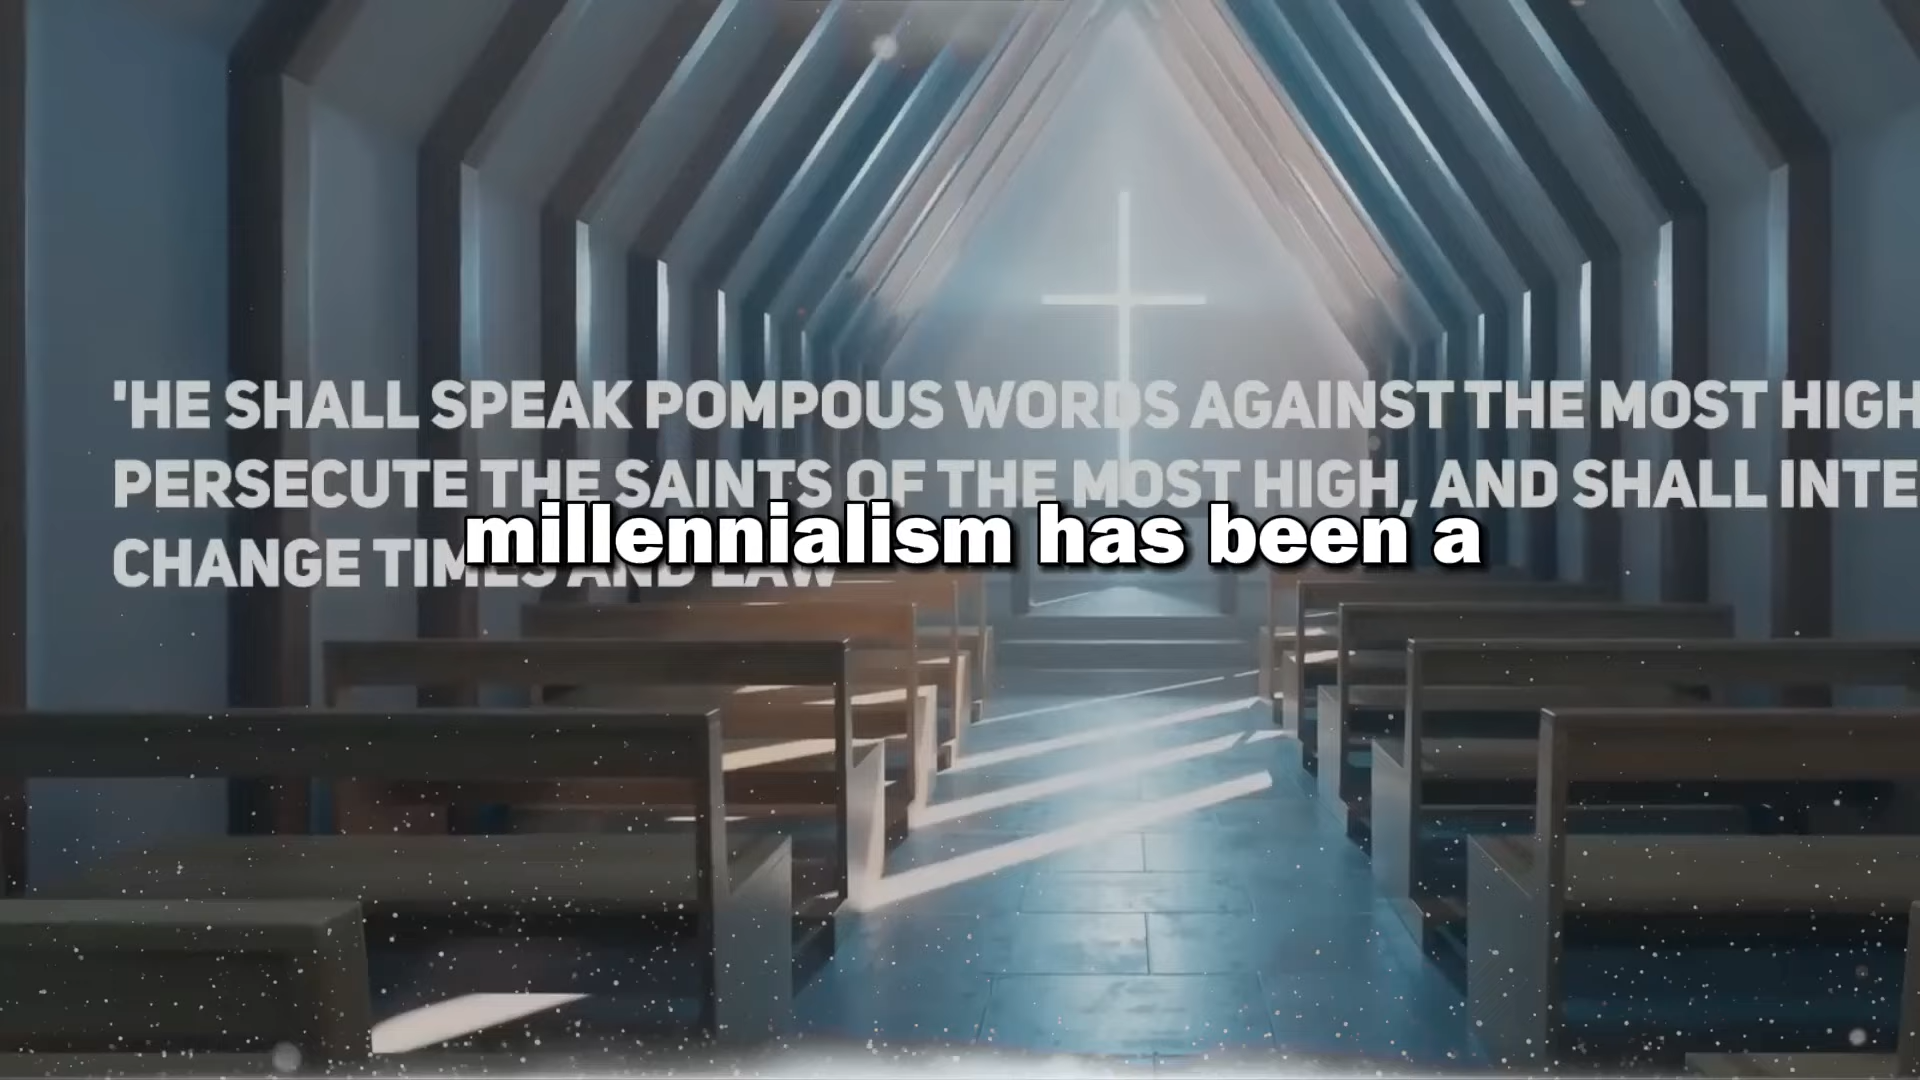 'HE SHALL SPEAK POMPOUS WORDS AGAINST THE MOST HIGH
PERSECUTE THE SAINTS OF THE MOST HIGH, AND SHALL INTE
CHANGE TIMES AND LAW'
millennialism has been a